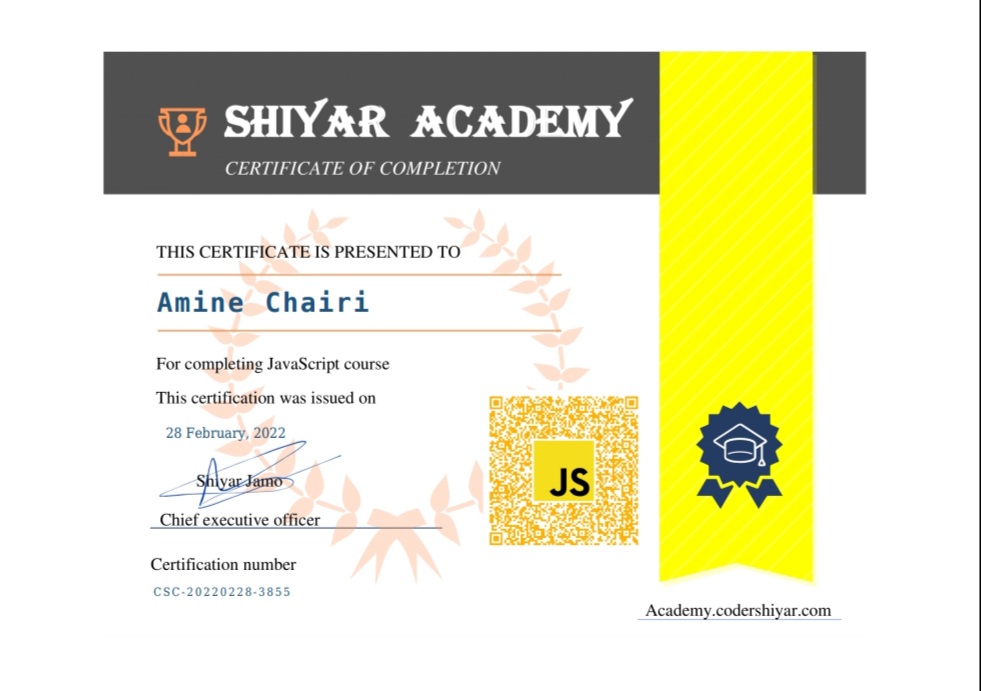 SHIYAR ACADEMY
CERTIFICATE OF COMPLETION
THIS CERTIFICATE IS PRESENTED TO
Amine Chairi
For completing JavaScript course
This certification was issued on
28 February, 2022
Shiyar Jamo
Chief executive officer
JS
Certification number
CSC-20220228-3855
Academy.codershiyar.com